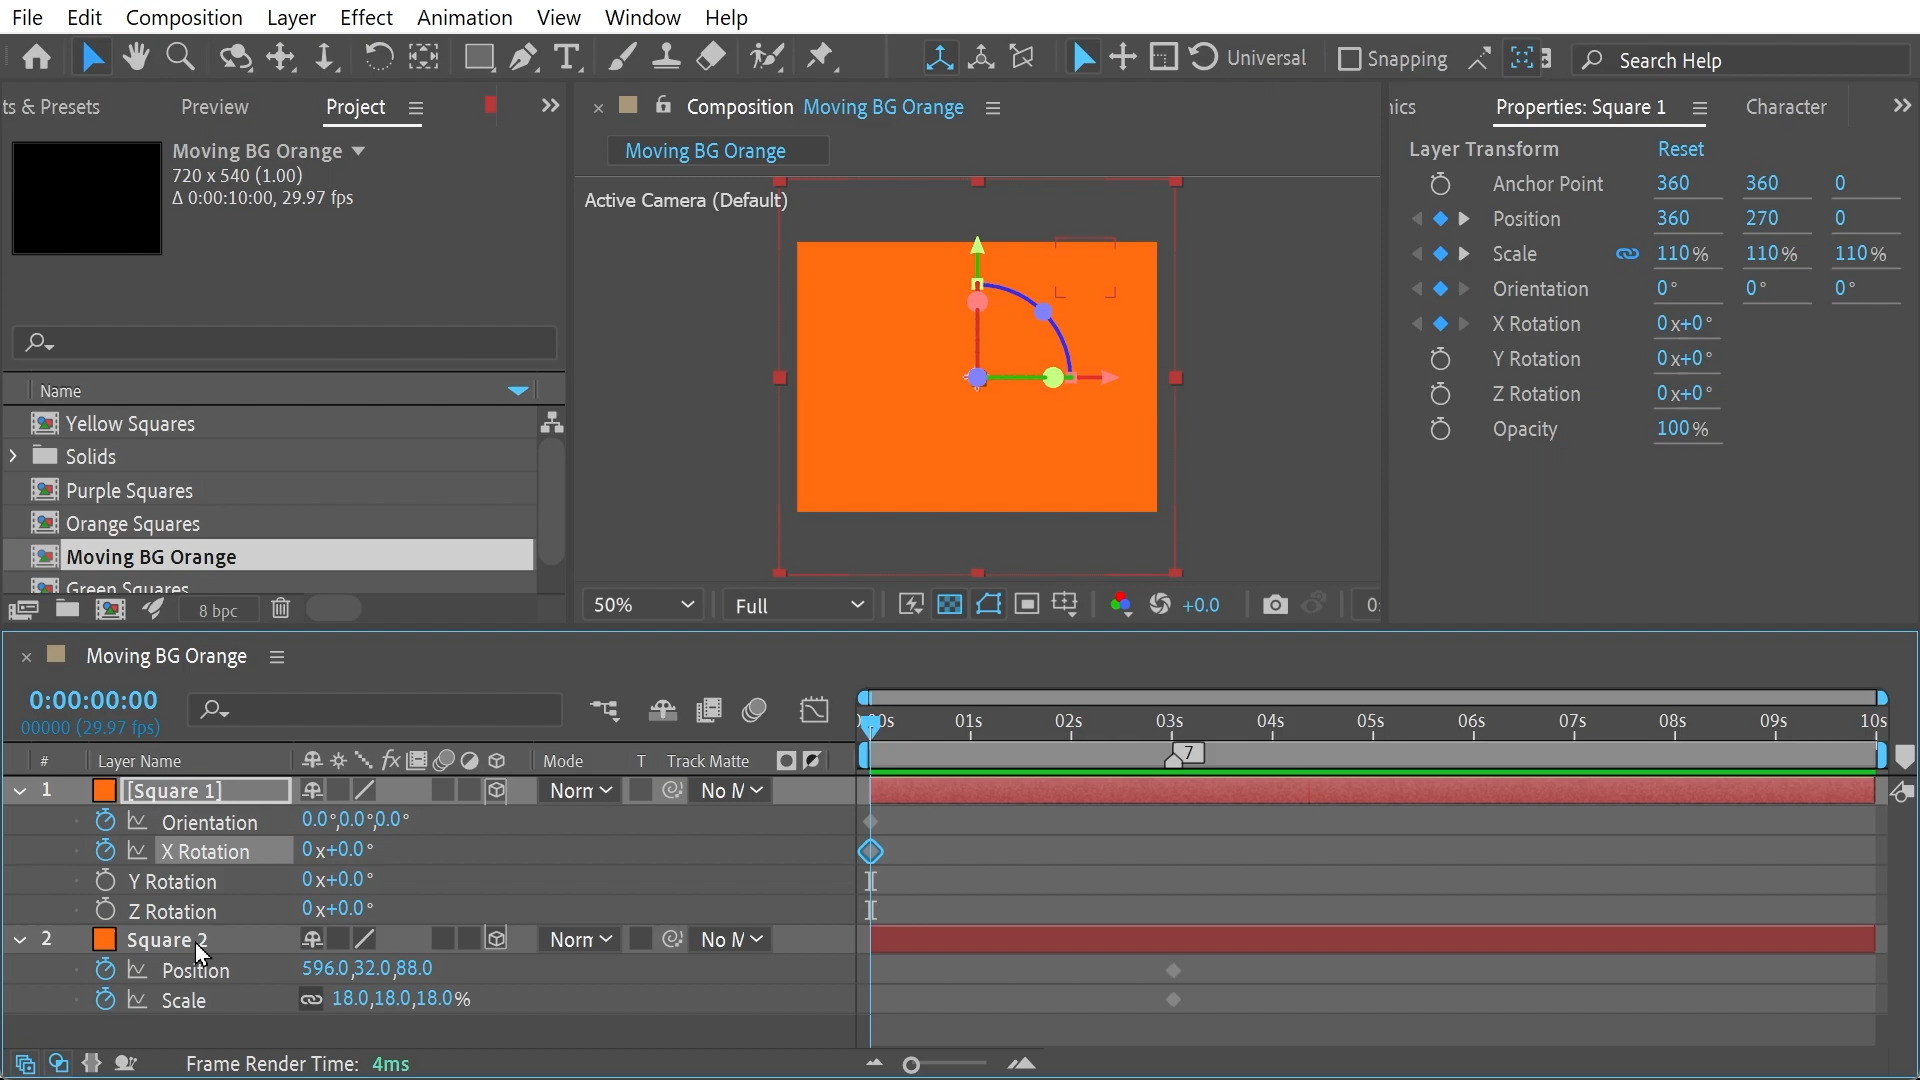 File Edit Composition Layer Effect Animation View Window Help
Universal Snapping Search Help
ts & Presets Preview Project
Composition Moving BG Orange
Properties: Square 1 Character
Moving BG Orange
720 x 540 (1.00)
Δ 0:00:10:00, 29.97 fps
Moving BG Orange
Active Camera (Default)
Layer Transform Reset
Anchor Point 360 360 0
Position 360 270 0
Scale 110% 110% 110%
Orientation 0° 0° 0°
X Rotation 0x+0°
Y Rotation 0x+0°
Z Rotation 0x+0°
Opacity 100%
Name
Yellow Squares
Solids
Purple Squares
Orange Squares
Moving BG Orange
Green Squares
8 bpc
50% Full +0.0 0:
Moving BG Orange
0:00:00:00
00000 (29.97 fps)
01s 02s 03s 04s 05s 06s 07s 08s 09s 10s
7
# Layer Name fx Mode T Track Matte
1 [Square 1] Norm No M
Orientation 0.0°,0.0°,0.0°
X Rotation 0x+0.0°
Y Rotation 0x+0.0°
Z Rotation 0x+0.0°
2 Square 2 Norm No M
Position 596.0,32.0,88.0
Scale 18.0,18.0,18.0%
Frame Render Time: 4ms